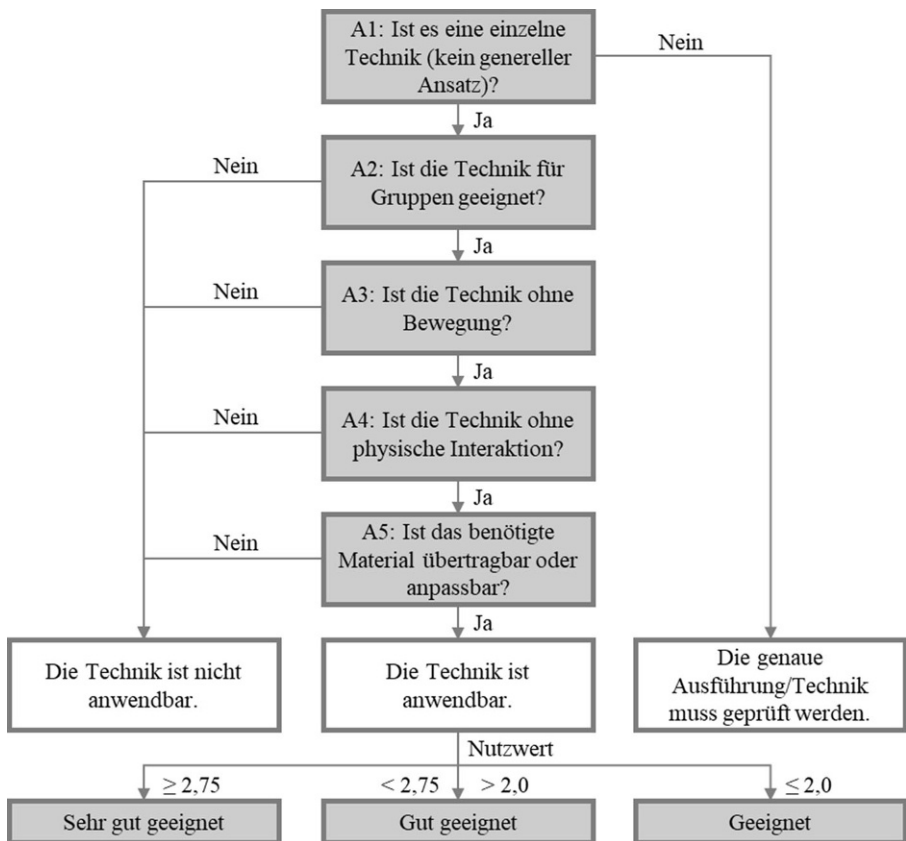 A1: Ist es eine einzelne
Technik (kein genereller
Ansatz)?
Nein
Ja
Nein
A2: Ist die Technik für
Gruppen geeignet?
Ja
Nein
A3: Ist die Technik ohne
Bewegung?
Ja
Nein
A4: Ist die Technik ohne
physische Interaktion?
Ja
Nein
A5: Ist das benötigte
Material übertragbar oder
anpassbar?
Ja
Die Technik ist nicht
anwendbar.
Die Technik ist
anwendbar.
Die genaue
Ausführung/Technik
muss geprüft werden.
Nutzwert
≥ 2,75
< 2,75
> 2,0
≤ 2,0
Sehr gut geeignet
Gut geeignet
Geeignet